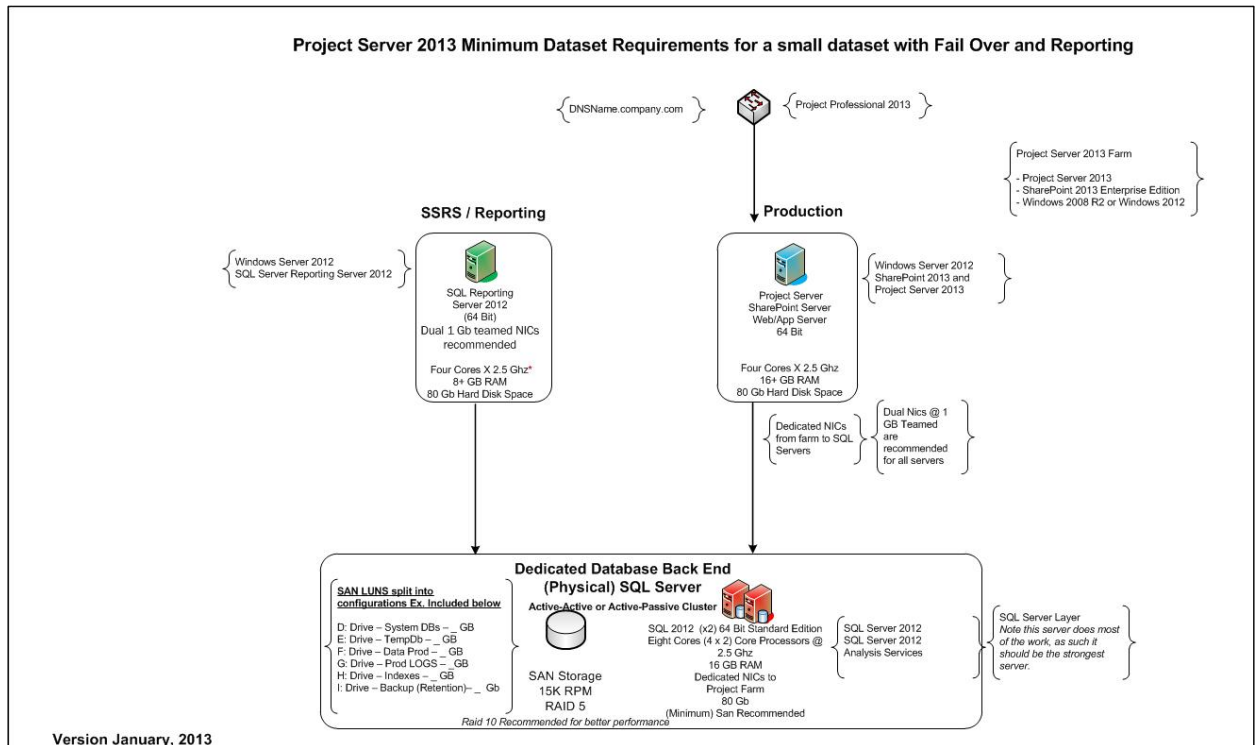 Project Server 2013 Minimum Dataset Requirements for a small dataset with Fail Over and Reporting
DNSName.company.com
Project Professional 2013
Project Server 2013 Farm
- Project Server 2013
- SharePoint 2013 Enterprise Edition
- Windows 2008 R2 or Windows 2012
SSRS / Reporting
Production
Windows Server 2012
SQL Server Reporting Server 2012
SQL Reporting
Server 2012
(64 Bit)
Dual 1 Gb teamed NICs
recommended
Four Cores X 2.5 Ghz*
8+ GB RAM
80 Gb Hard Disk Space
Project Server
SharePoint Server
Web/App Server
64 Bit
Four Cores X 2.5 Ghz
16+ GB RAM
80 Gb Hard Disk Space
Windows Server 2012
SharePoint 2013 and
Project Server 2013
Dedicated NICs
from farm to SQL
Servers
Dual Nics @ 1
GB Teamed
are
recommended
for all servers
Dedicated Database Back End
(Physical) SQL Server
Active-Active or Active-Passive Cluster
SAN LUNS split into
configurations Ex. Included below
D: Drive – System DBs – _ GB
E: Drive – TempDb – _ GB
F: Drive – Data Prod – _ GB
G: Drive – Prod LOGS – _GB
H: Drive – Indexes – _ GB
I: Drive – Backup (Retention)– _ Gb
SAN Storage
15K RPM
RAID 5
SQL 2012 (x2) 64 Bit Standard Edition
Eight Cores (4 x 2) Core Processors @
2.5 Ghz
16 GB RAM
Dedicated NICs to
Project Farm
80 Gb
(Minimum) San Recommended
Raid 10 Recommended for better performance
SQL Server 2012
SQL Server 2012
Analysis Services
SQL Server Layer
Note this server does most
of the work, as such it
should be the strongest
server.
Version January, 2013